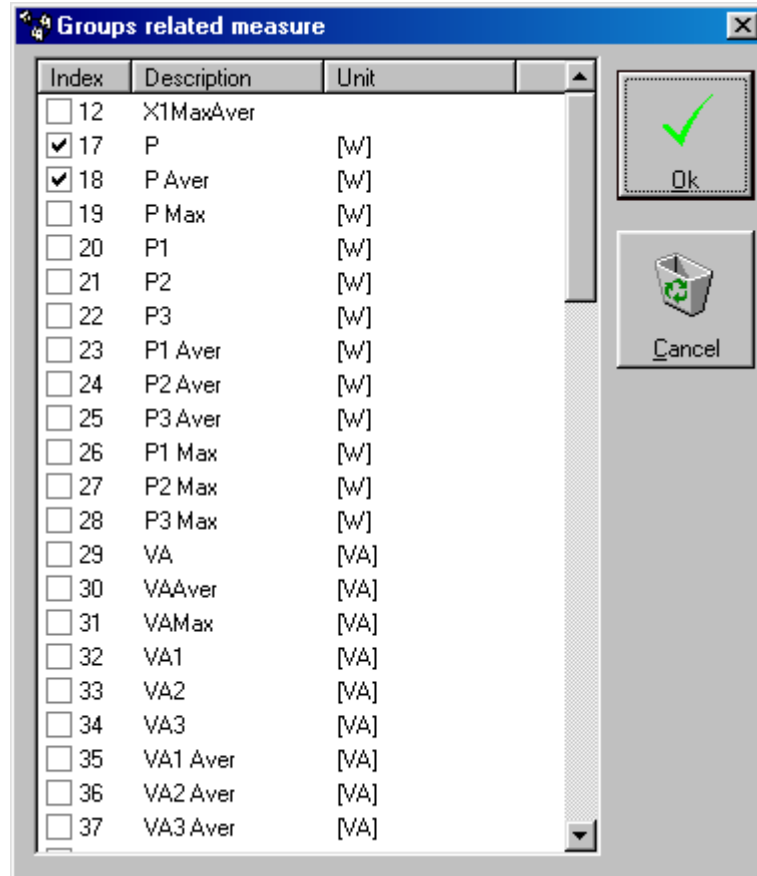 Groups related measure
Index Description Unit
12 X1MaxAver
17 P [W]
18 P Aver [W]
19 P Max [W]
20 P1 [W]
21 P2 [W]
22 P3 [W]
23 P1 Aver [W]
24 P2 Aver [W]
25 P3 Aver [W]
26 P1 Max [W]
27 P2 Max [W]
28 P3 Max [W]
29 VA [VA]
30 VAAver [VA]
31 VAMax [VA]
32 VA1 [VA]
33 VA2 [VA]
34 VA3 [VA]
35 VA1 Aver [VA]
36 VA2 Aver [VA]
37 VA3 Aver [VA]
Ok
Cancel